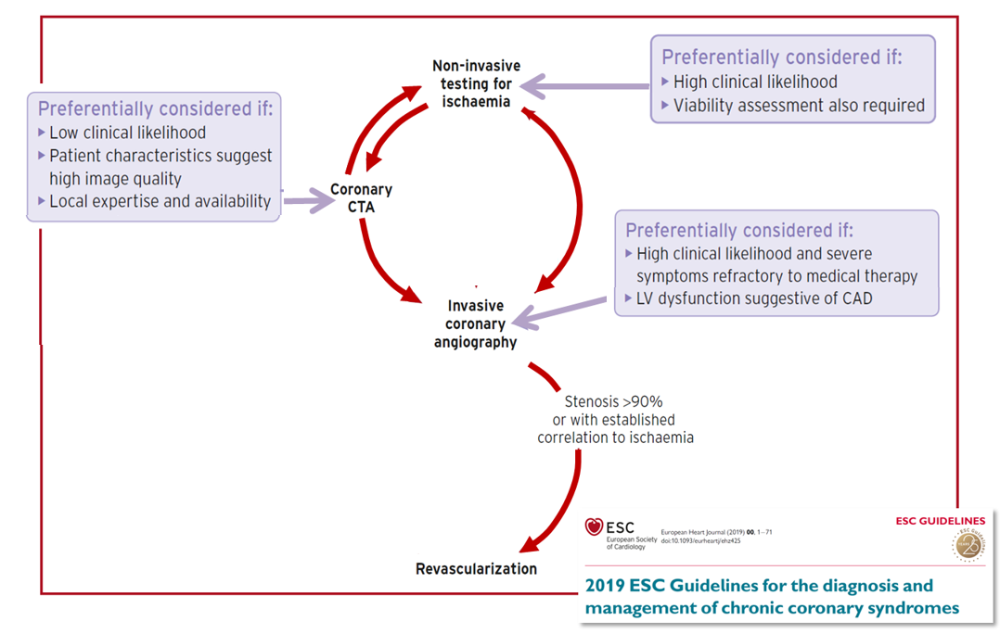 Non-invasive
testing for
ischaemia
Preferentially considered if:
High clinical likelihood
Viability assessment also required
Preferentially considered if:
Low clinical likelihood
Patient characteristics suggest
high image quality
Local expertise and availability
Coronary
CTA
Preferentially considered if:
High clinical likelihood and severe
symptoms refractory to medical therapy
LV dysfunction suggestive of CAD
Invasive
coronary
angiography
Stenosis >90%
or with established
correlation to ischaemia
Revascularization
ESC
European Society
of Cardiology
European Heart Journal (2019) 00, 1–71
doi:10.1093/eurheartj/ehz425
ESC GUIDELINES
25
2019 ESC Guidelines for the diagnosis and
management of chronic coronary syndromes